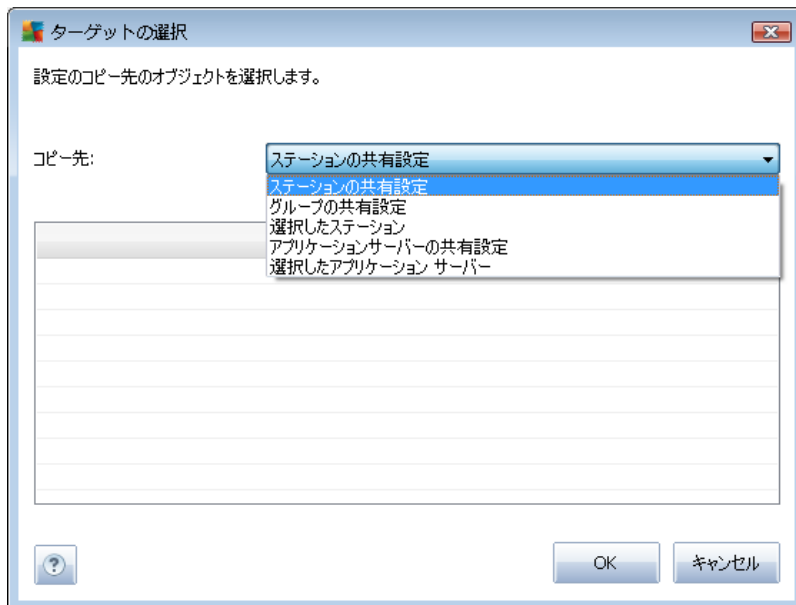 ターゲットの選択
設定のコピー先のオブジェクトを選択します。
コピー先: ステーションの共有設定
ステーションの共有設定
グループの共有設定
選択したステーション
アプリケーションサーバーの共有設定
選択したアプリケーション サーバー
? OK キャンセル